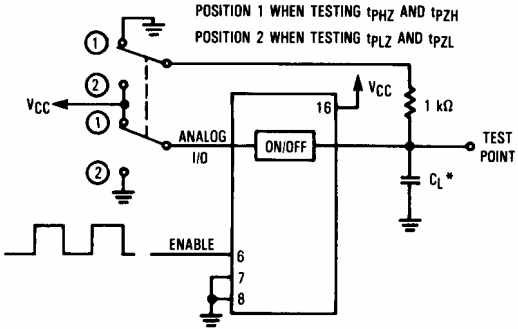 POSITION 1 WHEN TESTING tPHZ AND tPZH
POSITION 2 WHEN TESTING tPLZ AND tPZL
1
2
VCC
1
2
ANALOG
I/O
ON/OFF
16
VCC
1 kΩ
TEST
POINT
CL*
ENABLE
6
7
8